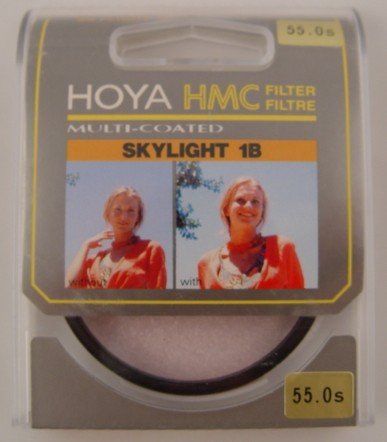 55.0s
HOYA HMC FILTER
FILTRE
MULTI-COATED
SKYLIGHT 1B
without
with
55.0s